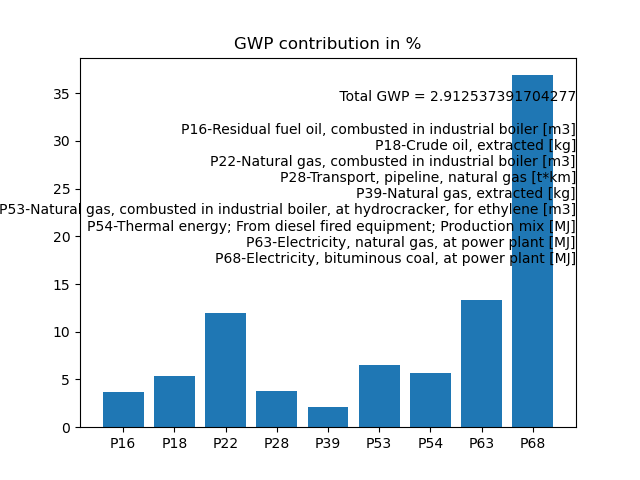 GWP contribution in %
Total GWP = 2.912537391704277
P16-Residual fuel oil, combusted in industrial boiler [m3]
P18-Crude oil, extracted [kg]
P22-Natural gas, combusted in industrial boiler [m3]
P28-Transport, pipeline, natural gas [t*km]
P39-Natural gas, extracted [kg]
P53-Natural gas, combusted in industrial boiler, at hydrocracker, for ethylene [m3]
P54-Thermal energy; From diesel fired equipment; Production mix [MJ]
P63-Electricity, natural gas, at power plant [MJ]
P68-Electricity, bituminous coal, at power plant [MJ]
35
30
25
20
15
10
5
0
P16 P18 P22 P28 P39 P53 P54 P63 P68